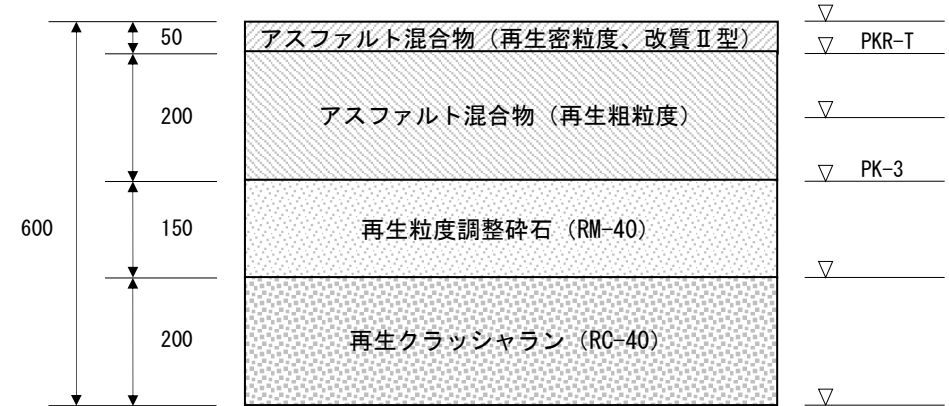 50
アスファルト混合物（再生密粒度、改質Ⅱ型）
▽
▽ PKR-T
200
アスファルト混合物（再生粗粒度）
▽
▽ PK-3
600
150
再生粒度調整砕石（RM-40）
▽
200
再生クラッシャラン（RC-40）
▽